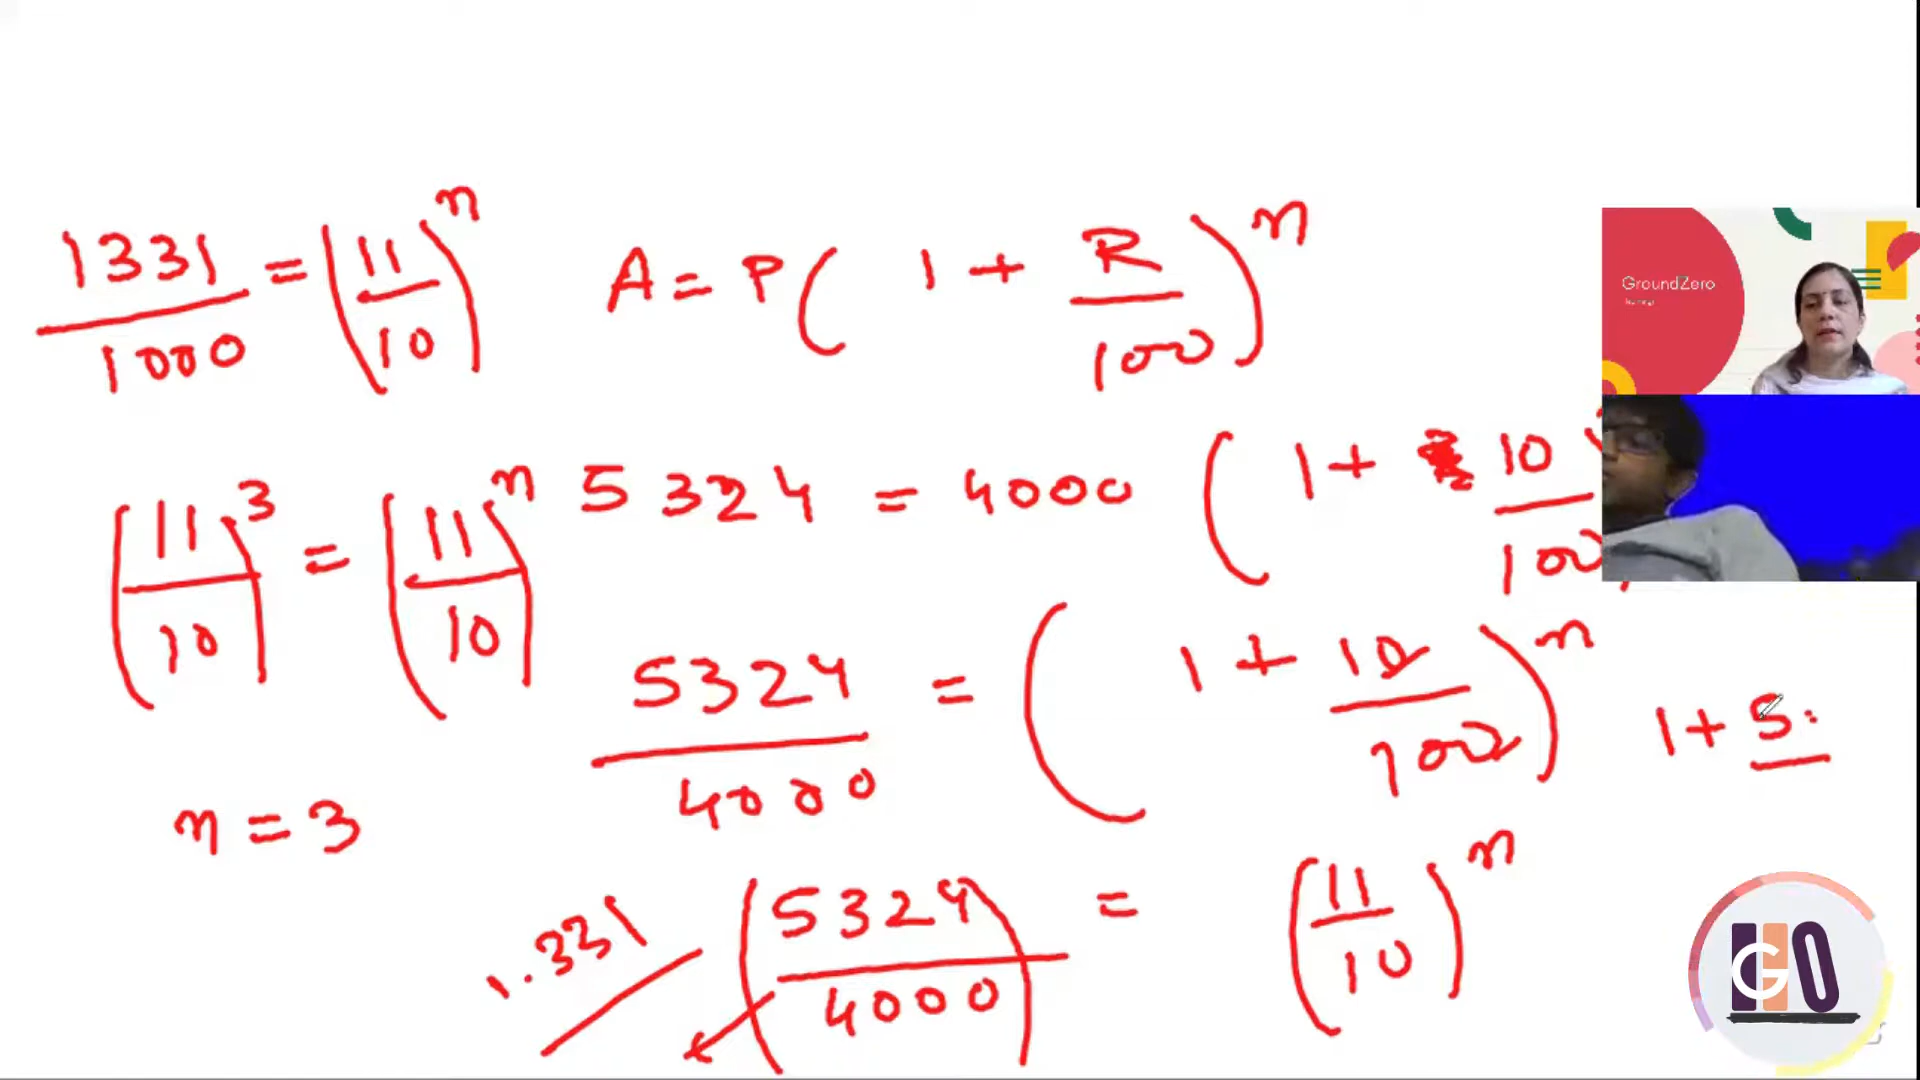 1331/1000 = (11/10)^n
A = P(1 + R/100)^n
(11/10)^3 = (11/10)^n
5324 = 4000 (1 + 10/100
5324/4000 = (1 + 10/100)^n
1 + 5.
n = 3
1.331
(5324/4000) = (11/10)^n
GroundZero
GO